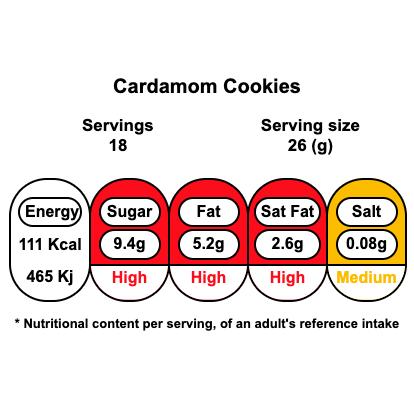 Cardamom Cookies
Servings
18
Serving size
26 (g)
Energy
111 Kcal
465 Kj
Sugar
9.4g
High
Fat
5.2g
High
Sat Fat
2.6g
High
Salt
0.08g
Medium
* Nutritional content per serving, of an adult's reference intake